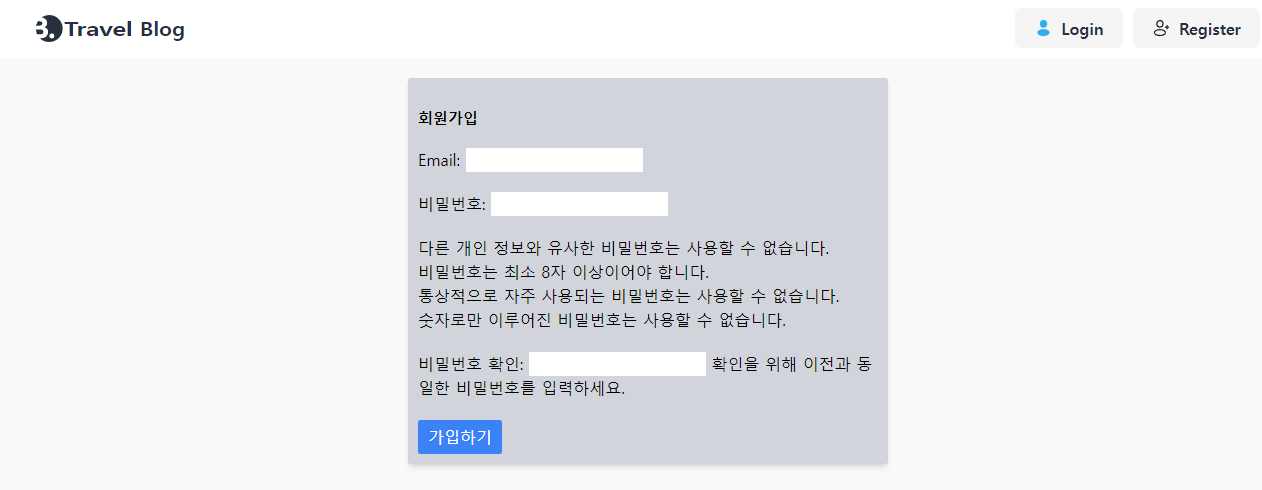 B. Travel Blog
Login
Register
회원가입
Email:
비밀번호:
다른 개인 정보와 유사한 비밀번호는 사용할 수 없습니다.
비밀번호는 최소 8자 이상이어야 합니다.
통상적으로 자주 사용되는 비밀번호는 사용할 수 없습니다.
숫자로만 이루어진 비밀번호는 사용할 수 없습니다.
비밀번호 확인: 확인을 위해 이전과 동
일한 비밀번호를 입력하세요.
가입하기